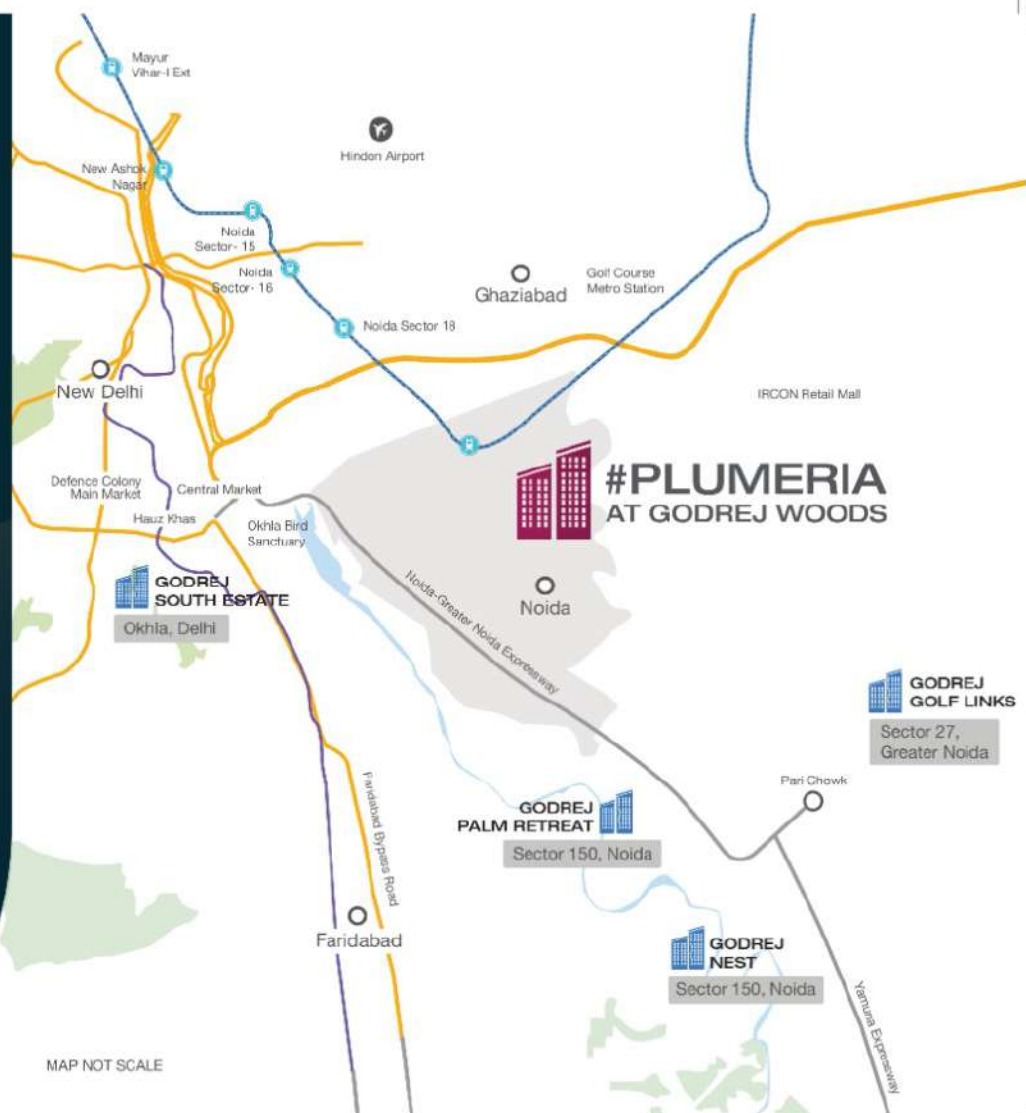 Mayur
Vihar-I Ext
Hindon Airport
New Ashok
Nagar
Noida
Sector- 15
Noida
Sector- 16
Ghaziabad
Golf Course
Metro Station
Noida Sector 18
New Delhi
IRCON Retail Mall
#PLUMERIA
AT GODREJ WOODS
Defence Colony
Main Market
Central Market
Hauz Khas
Okhla Bird
Sanctuary
GODREJ
SOUTH ESTATE
Okhla, Delhi
Noida-Greater Noida Expressway
Noida
GODREJ
GOLF LINKS
Sector 27,
Greater Noida
Pari Chowk
GODREJ
PALM RETREAT
Sector 150, Noida
Faridabad Bypass Road
Faridabad
GODREJ
NEST
Sector 150, Noida
Yamuna Expressway
MAP NOT SCALE